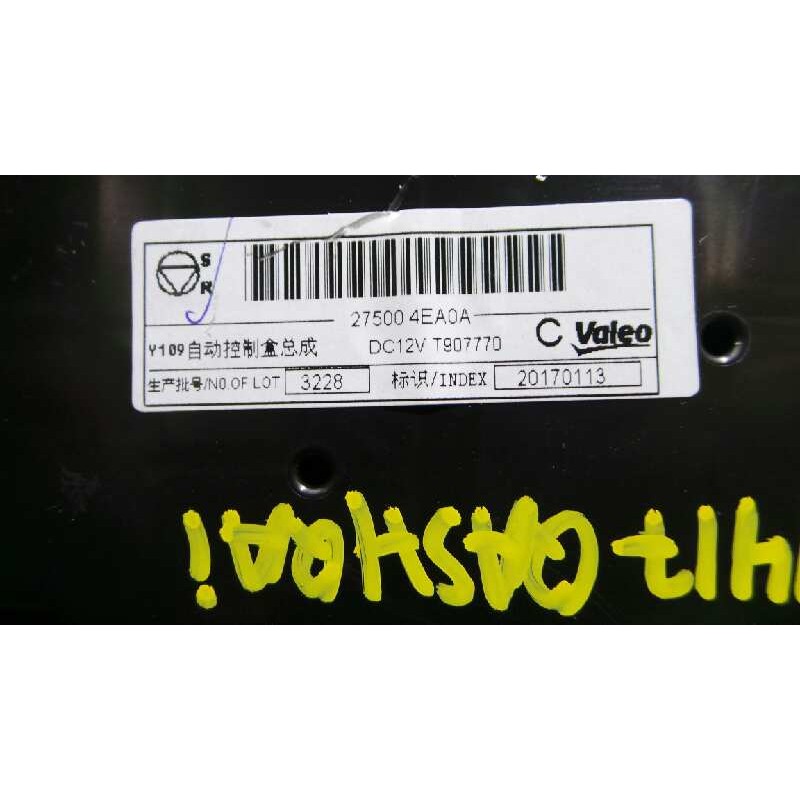 S
R
27500 4EA0A
Y109自动控制盒总成 DC12V T907770 C Valeo
生产批号/NO.OF LOT 3228 标识/INDEX 20170113
QASHQAi